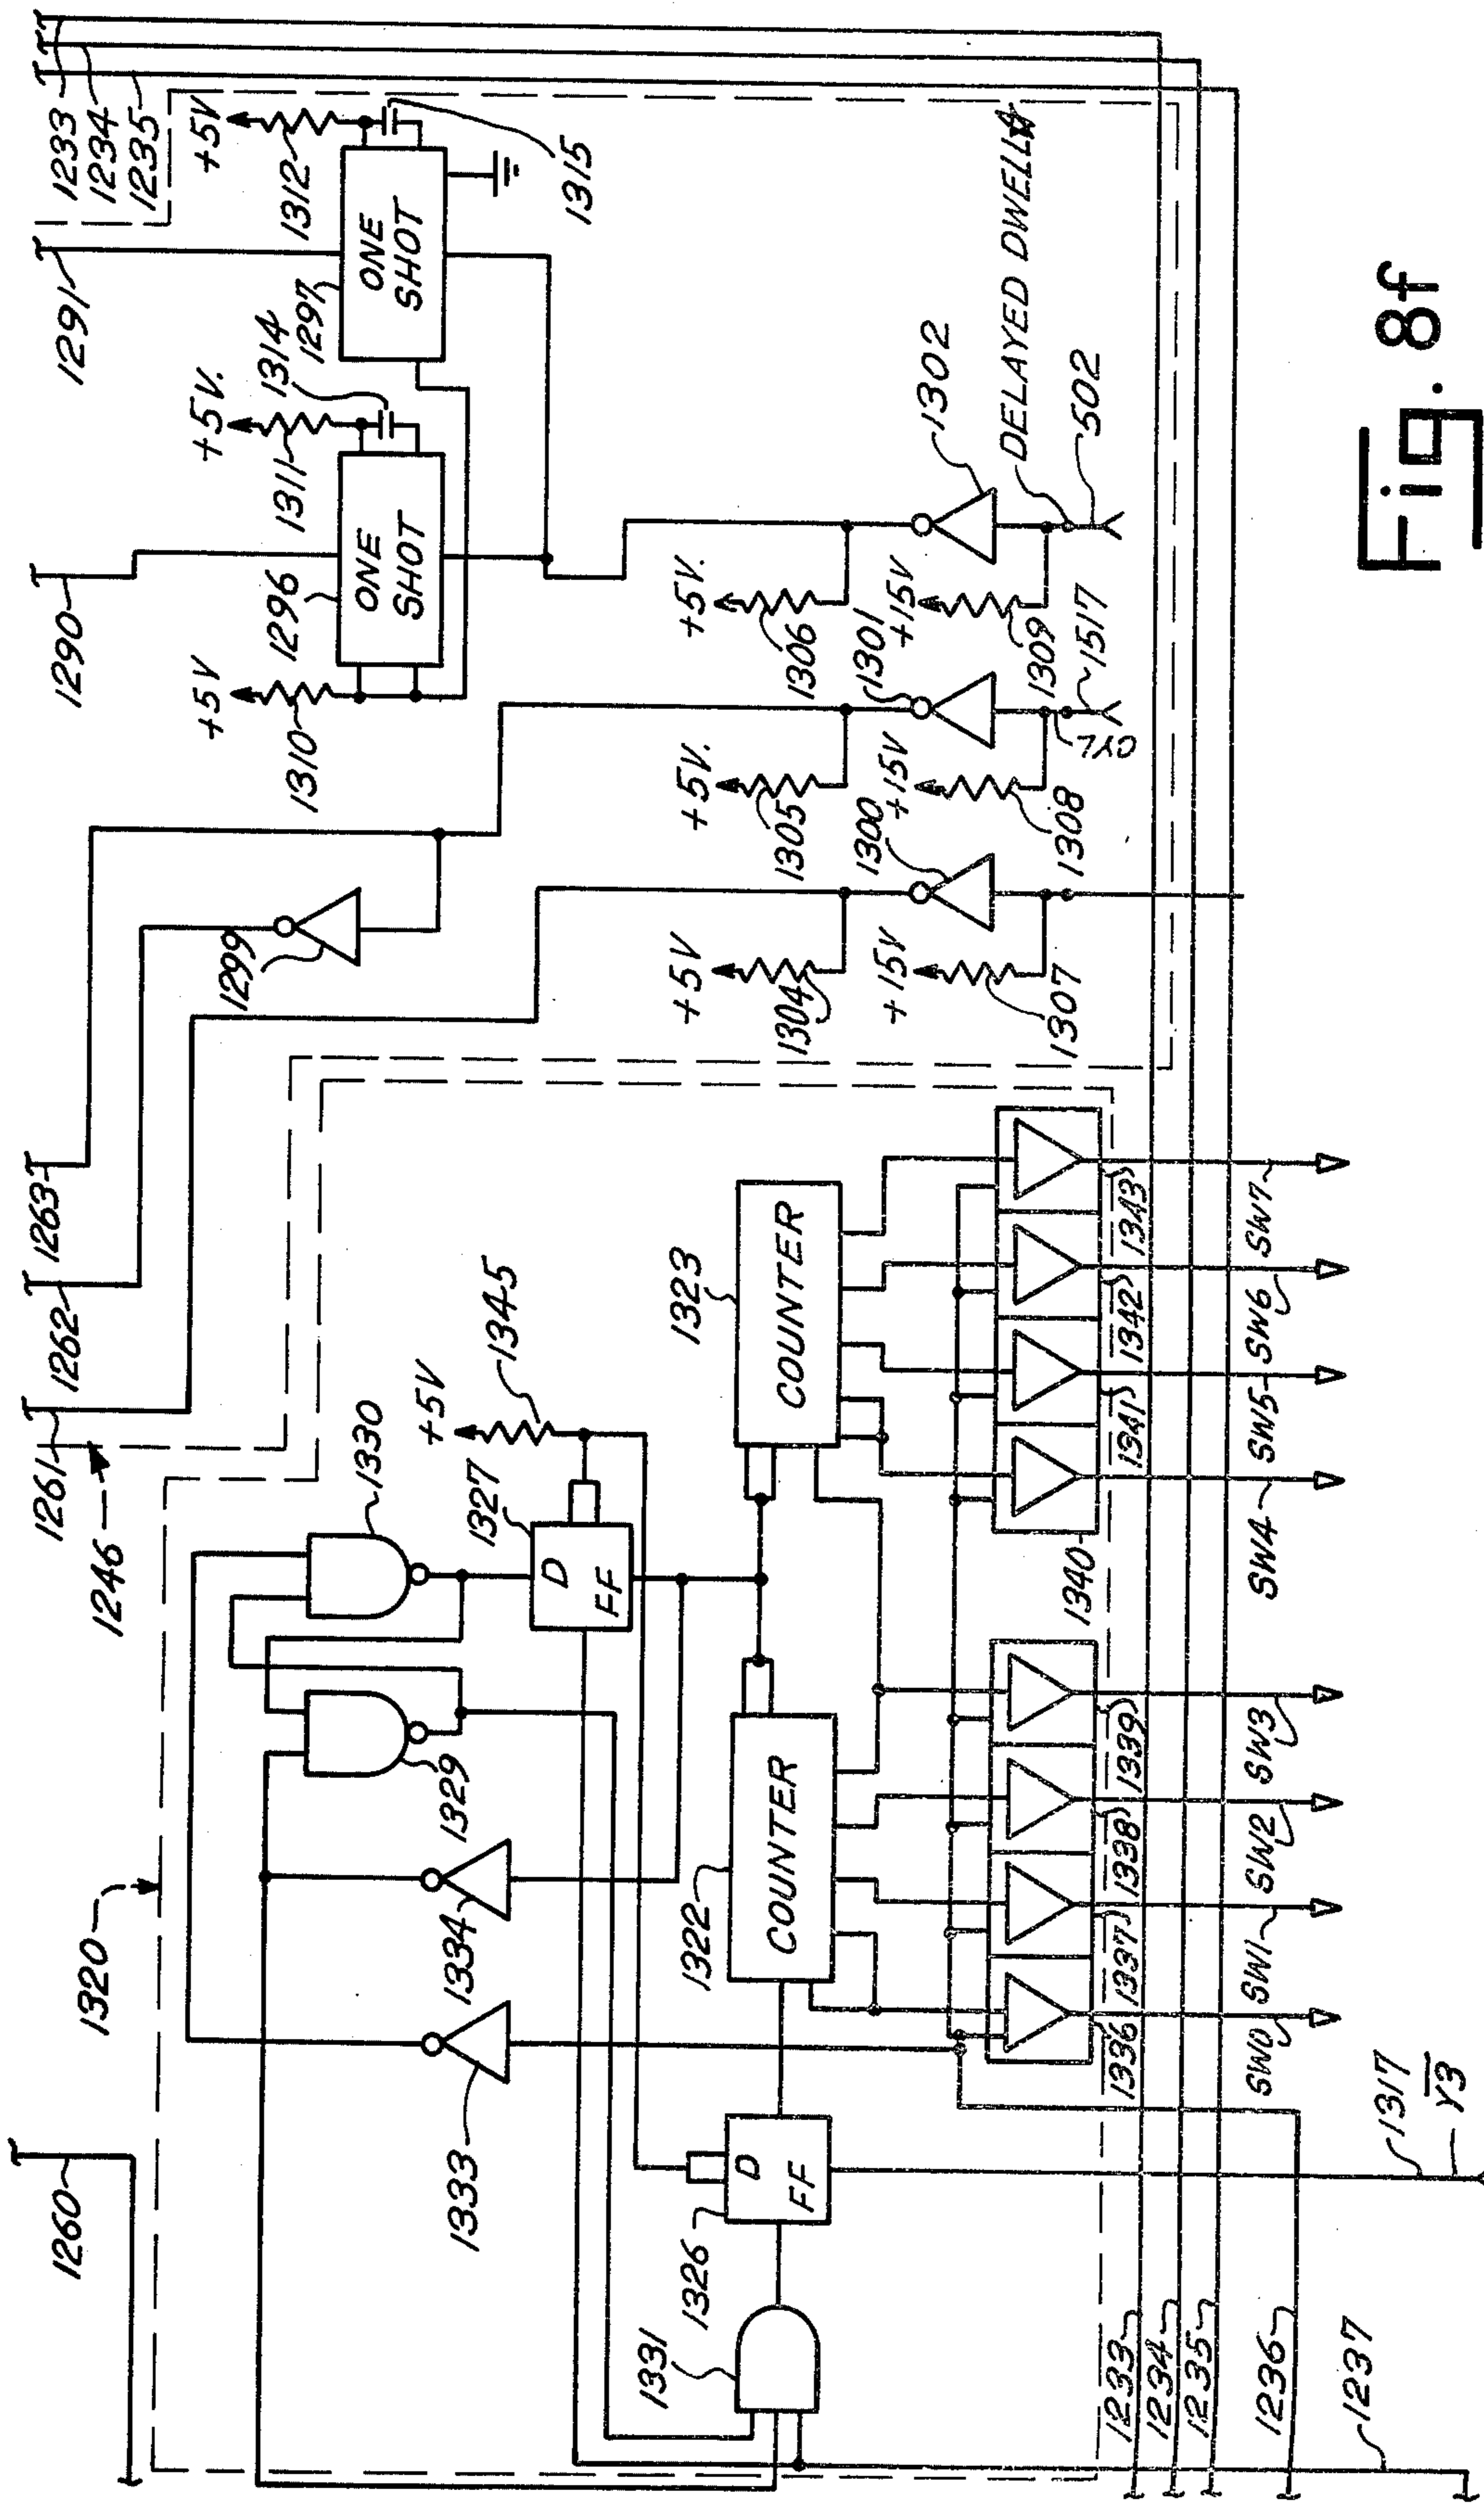 1260
1320
1261
1246
1262
1263
1290
1291
1233
1234
1235
+5V
1310
1296
ONE
SHOT
+5V.
1311
1314
1297
ONE
SHOT
+5V
1312
1315
1299
1333
1334
1329
1330
1327
D
FF
+5V
1345
1331
1326
D
FF
1322
COUNTER
1323
COUNTER
+5V
1304
+15V
1307
1300
+5V.
1305
+15V
1308
1301
1517
+5V.
1306
+15V
1309
1302
DELAYED DWELL
502
1336
1337
1338
1339
1340
1341
1342
1343
SW0
SW1
SW2
SW3
SW4
SW5
SW6
SW7
1233
1234
1235
1236
1237
1317
Y3
Fig. 8f